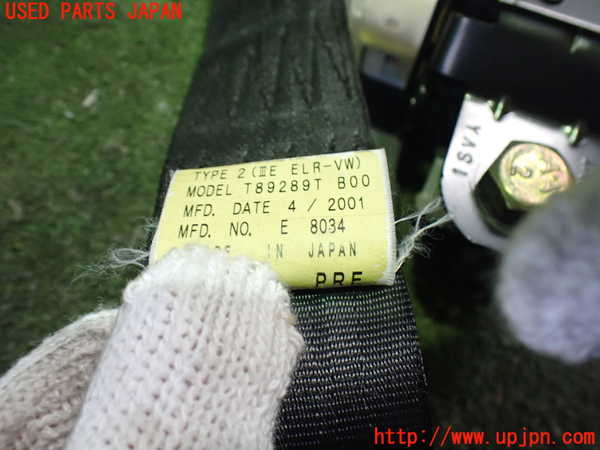 USED PARTS JAPAN
TYPE 2 (ⅢE ELR-VW)
MODEL T89289T B00
MFD. DATE 4 / 2001
MFD. NO. E 8034
IN JAPAN
PRE
YAS1
http://www.upjpn.com/